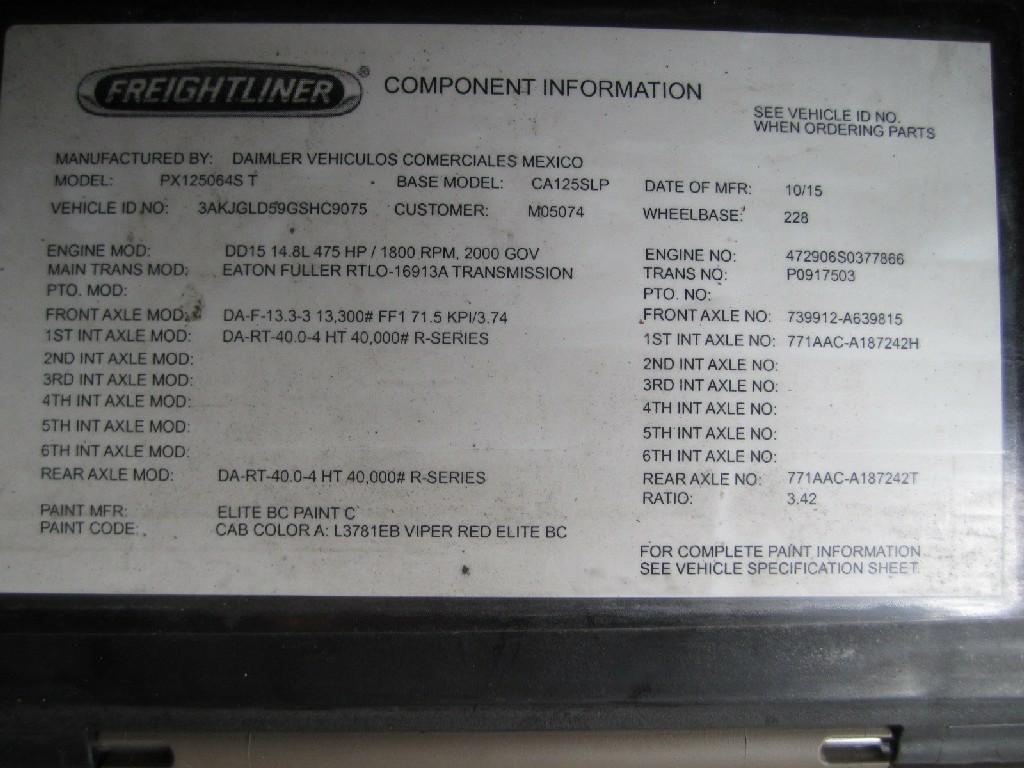 FREIGHTLINER® COMPONENT INFORMATION
SEE VEHICLE ID NO.
WHEN ORDERING PARTS
MANUFACTURED BY: DAIMLER VEHICULOS COMERCIALES MEXICO
MODEL: PX125064S T BASE MODEL: CA125SLP DATE OF MFR: 10/15
VEHICLE ID NO: 3AKJGLD59GSHC9075 CUSTOMER: M05074 WHEELBASE: 228
ENGINE MOD: DD15 14.8L 475 HP / 1800 RPM, 2000 GOV ENGINE NO: 472906S0377866
MAIN TRANS MOD: EATON FULLER RTLO-16913A TRANSMISSION TRANS NO: P0917503
PTO. MOD: PTO. NO:
FRONT AXLE MOD: DA-F-13.3-3 13,300# FF1 71.5 KPI/3.74 FRONT AXLE NO: 739912-A639815
1ST INT AXLE MOD: DA-RT-40.0-4 HT 40,000# R-SERIES 1ST INT AXLE NO: 771AAC-A187242H
2ND INT AXLE MOD: 2ND INT AXLE NO:
3RD INT AXLE MOD: 3RD INT AXLE NO:
4TH INT AXLE MOD: 4TH INT AXLE NO:
5TH INT AXLE MOD: 5TH INT AXLE NO:
6TH INT AXLE MOD: 6TH INT AXLE NO:
REAR AXLE MOD: DA-RT-40.0-4 HT 40,000# R-SERIES REAR AXLE NO: 771AAC-A187242T
RATIO: 3.42
PAINT MFR: ELITE BC PAINT C
PAINT CODE: CAB COLOR A: L3781EB VIPER RED ELITE BC
FOR COMPLETE PAINT INFORMATION
SEE VEHICLE SPECIFICATION SHEET